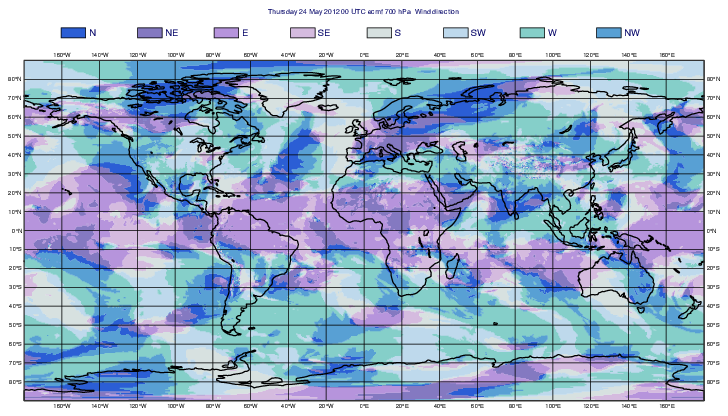 Thursday 24 May 2012 00 UTC ecmf 700 hPa Wind direction
N NE E SE S SW W NW
160°W 140°W 120°W 100°W 80°W 60°W 40°W 20°W 0°E 20°E 40°E 60°E 80°E 100°E 120°E 140°E 160°E
80°N 80°N
70°N 70°N
60°N 60°N
50°N 50°N
40°N 40°N
30°N 30°N
20°N 20°N
10°N 10°N
0°N 0°N
10°S 10°S
20°S 20°S
30°S 30°S
40°S 40°S
50°S 50°S
60°S 60°S
70°S 70°S
80°S 80°S
160°W 140°W 120°W 100°W 80°W 60°W 40°W 20°W 0°E 20°E 40°E 60°E 80°E 100°E 120°E 140°E 160°E